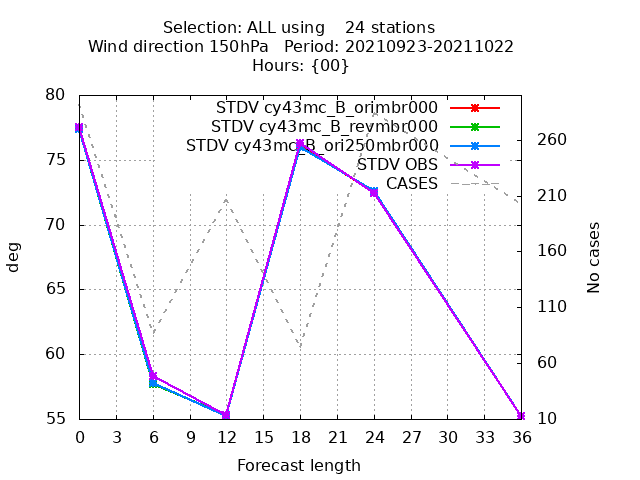 Selection: ALL using    24 stations
Wind direction 150hPa   Period: 20210923-20211022
Hours: {00}
STDV cy43mc_B_orimbr000
STDV cy43mc_B_revmbr000
STDV cy43mc_B_ori250mbr000
STDV OBS
CASES
80
75
70
65
60
55
deg
260
210
160
110
60
10
No cases
0 3 6 9 12 15 18 21 24 27 30 33 36
Forecast length